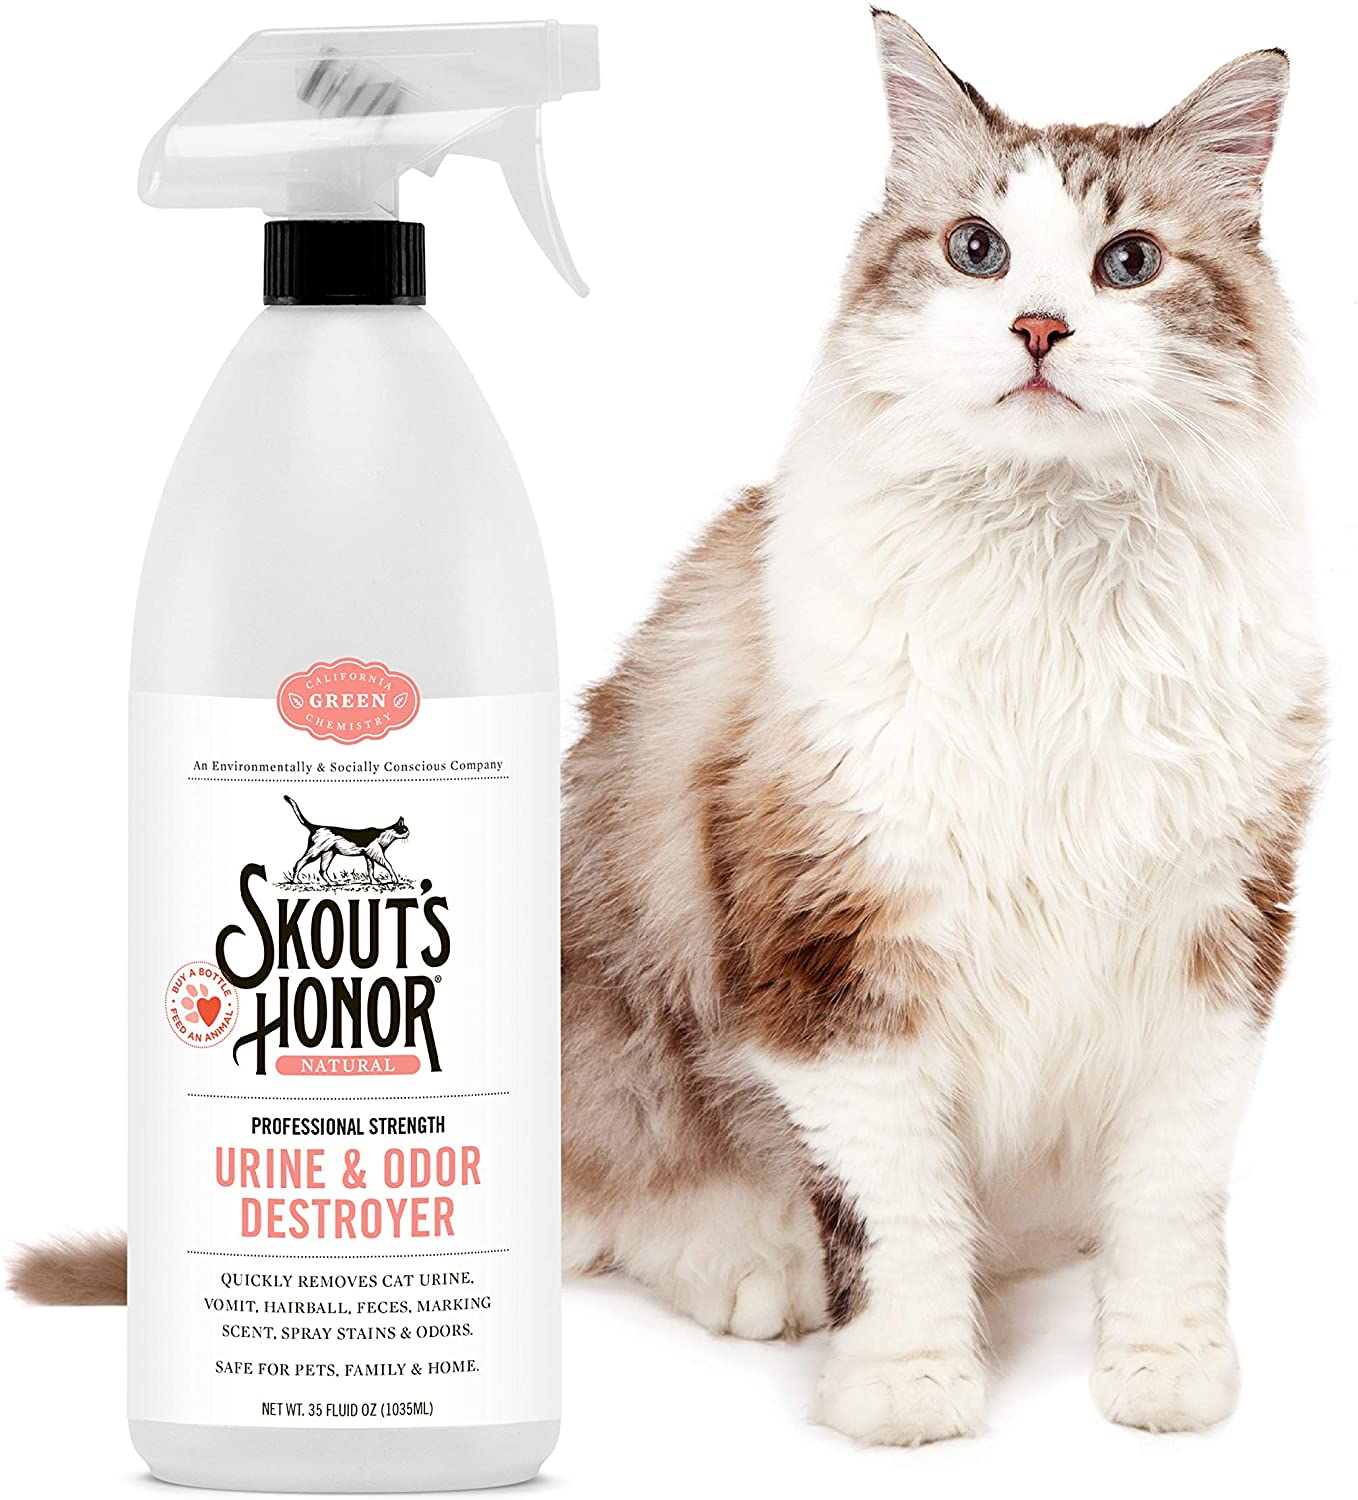 CALIFORNIA
GREEN
CHEMISTRY
An Environmentally & Socially Conscious Company
SKOUT'S
HONOR®
BUY A BOTTLE •
FEED AN ANIMAL •
NATURAL
PROFESSIONAL STRENGTH
URINE & ODOR
DESTROYER
QUICKLY REMOVES CAT URINE,
VOMIT, HAIRBALL, FECES, MARKING
SCENT, SPRAY STAINS & ODORS.
SAFE FOR PETS, FAMILY & HOME.
NET WT. 35 FLUID OZ (1035ML)